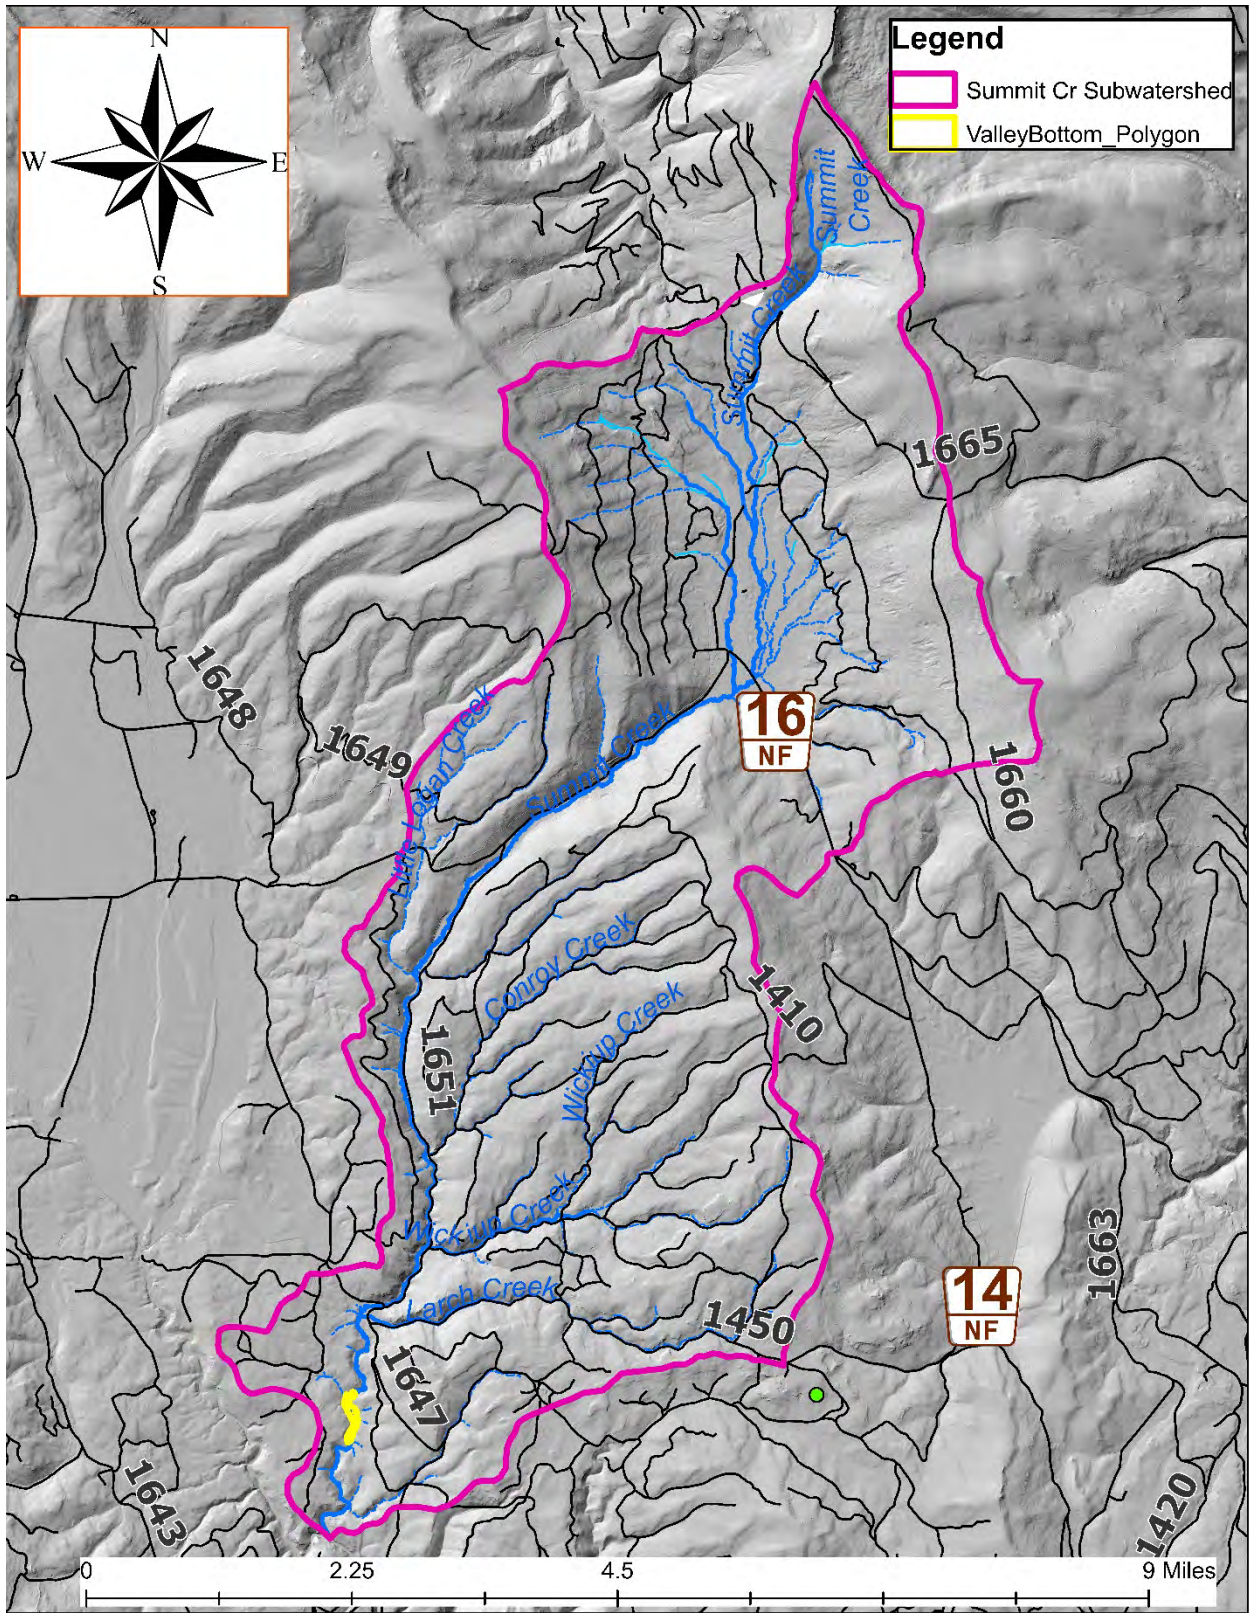 N
W
E
S
Legend
Summit Cr Subwatershed
ValleyBottom_Polygon
Summit
Creek
Summit Creek
1665
1648
1649
Little Logan Creek
Summit Creek
16
NF
1660
Conroy Creek
Wickiup Creek
1410
1651
Wickiup Creek
Larch Creek
1450
1663
14
NF
1647
1643
1420
0
2.25
4.5
9 Miles